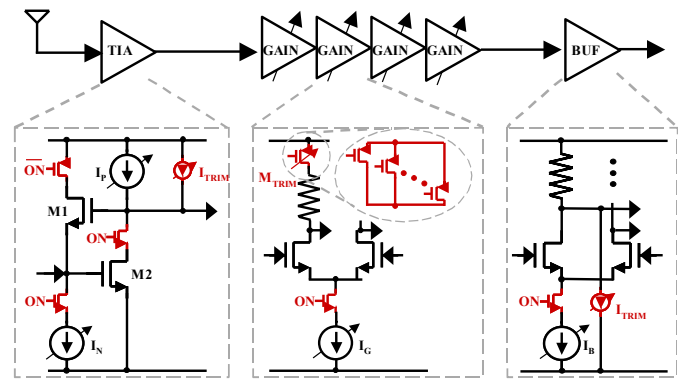 TIA GAIN GAIN GAIN GAIN BUF
ON I_P I_TRIM
M1
ON
M2
ON
I_N
M_TRIM
ON
I_G
ON
I_TRIM
I_B